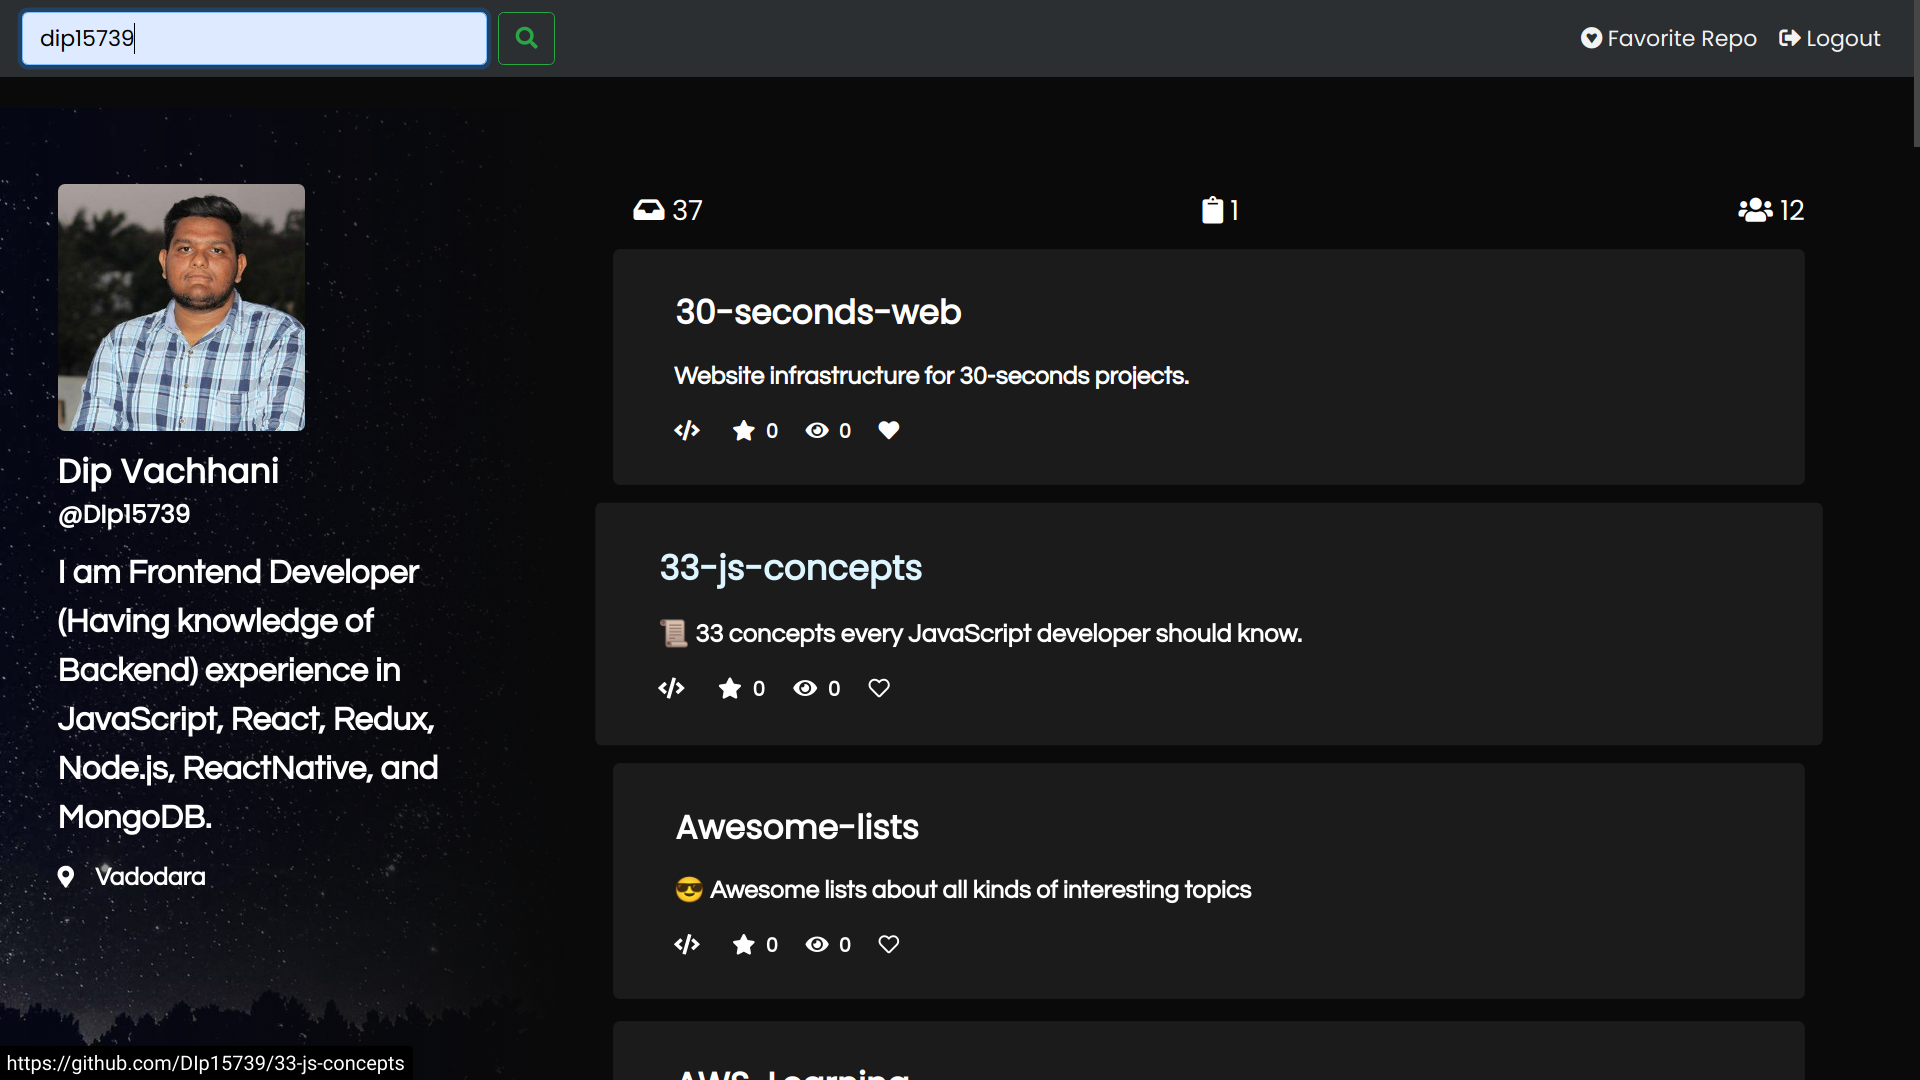 dip15739
Favorite Repo
Logout
37
1
12
Dip Vachhani
@DIp15739
I am Frontend Developer
(Having knowledge of
Backend) experience in
JavaScript, React, Redux,
Node.js, ReactNative, and
MongoDB.
Vadodara
30-seconds-web
Website infrastructure for 30-seconds projects.
0 0
33-js-concepts
📜 33 concepts every JavaScript developer should know.
0 0
Awesome-lists
😎 Awesome lists about all kinds of interesting topics
0 0
AWS-Learning
https://github.com/DIp15739/33-js-concepts